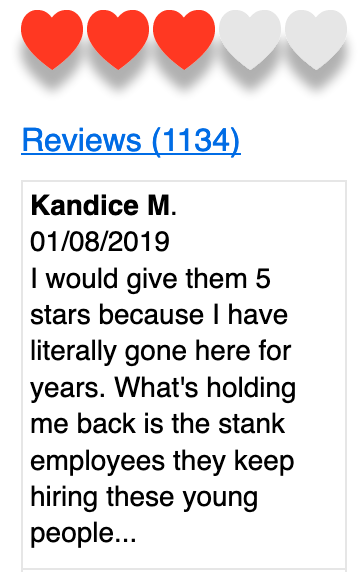 Reviews (1134)
Kandice M.
01/08/2019
I would give them 5
stars because I have
literally gone here for
years. What's holding
me back is the stank
employees they keep
hiring these young
people...